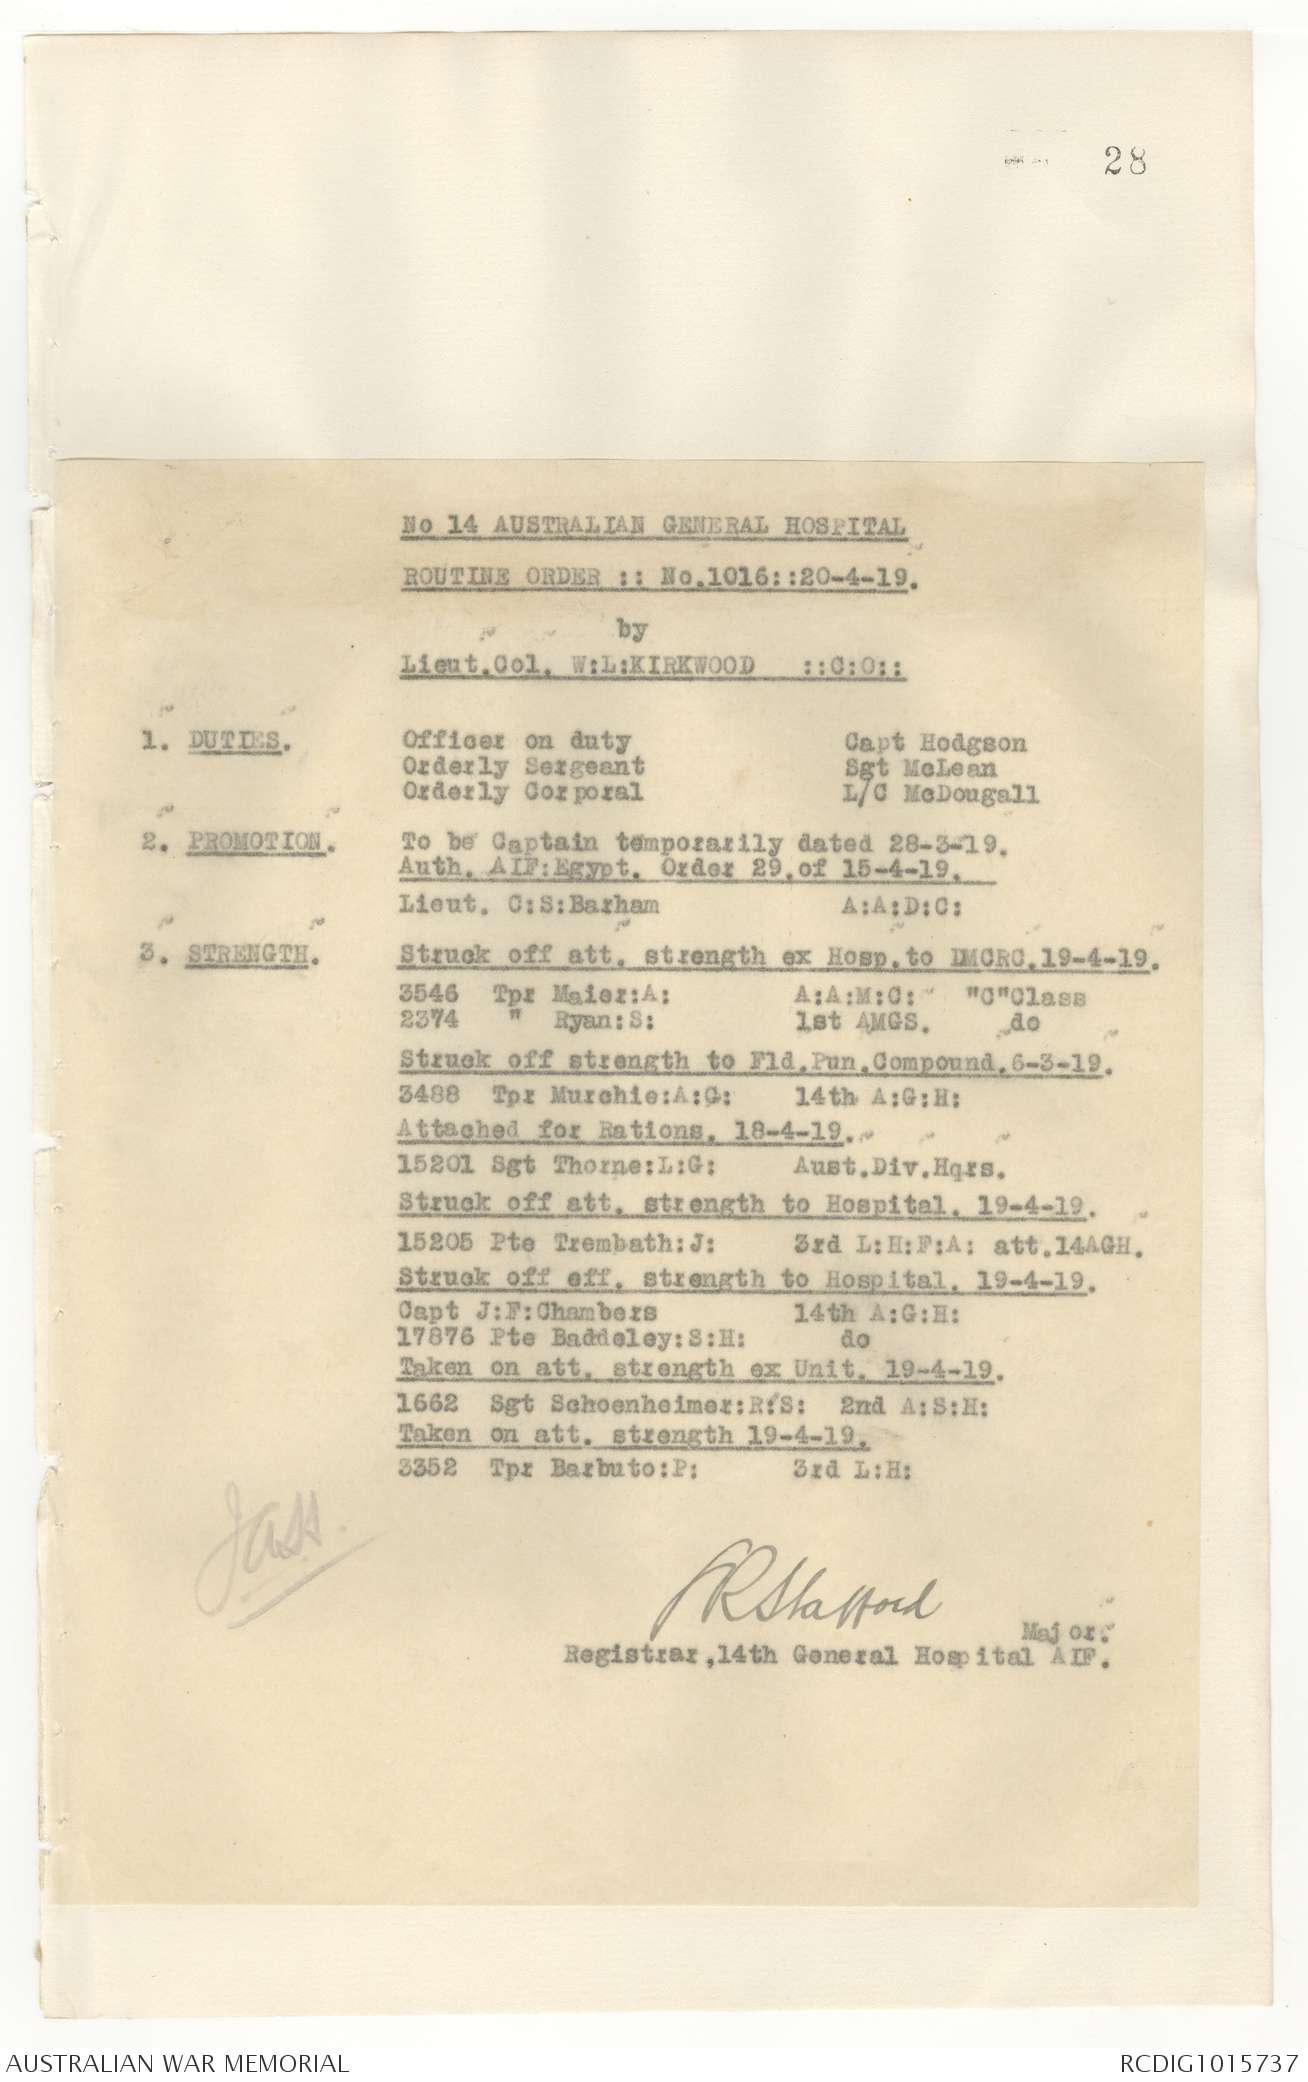 28
No 14 AUSTRALIAN GENERAL HOSPITAL
ROUTINE ORDER :: No.1016::20-4-19.
by
Lieut.Col. W:L:KIRKWOOD ::C:O::
1. DUTIES. Officer on duty Capt Hodgson
Orderly Sergeant Sgt McLean
Orderly Corporal L/C McDougall
2. PROMOTION. To be Captain temporarily dated 28-3-19.
Auth. AIF:Egypt. Order 29.of 15-4-19.
Lieut. C:S:Barham A:A:D:C:
3. STRENGTH. Struck off att. strength ex Hosp.to DMCRC.19-4-19.
3546 Tpr Maier:A: A:A:M:C: "C"Class
2374 " Ryan:S: 1st AMGS. do
Struck off strength to Fld.Pun.Compound.6-3-19.
3488 Tpr Murchie:A:G: 14th A:G:H:
Attached for Rations. 18-4-19.
15201 Sgt Thorne:L:G: Aust.Div.Hqrs.
Struck off att. strength to Hospital. 19-4-19.
15205 Pte Trembath:J: 3rd L:H:F:A: att.14AGH.
Struck off eff. strength to Hospital. 19-4-19.
Capt J:F:Chambers 14th A:G:H:
17876 Pte Baddeley:S:H: do
Taken on att. strength ex Unit. 19-4-19.
1662 Sgt Schoenheimer:R:S: 2nd A:S:H:
Taken on att. strength 19-4-19.
3352 Tpr Barbuto:P: 3rd L:H:
Stafford
Major.
Registrar,14th General Hospital AIF.
AUSTRALIAN WAR MEMORIAL RCDIG1015737